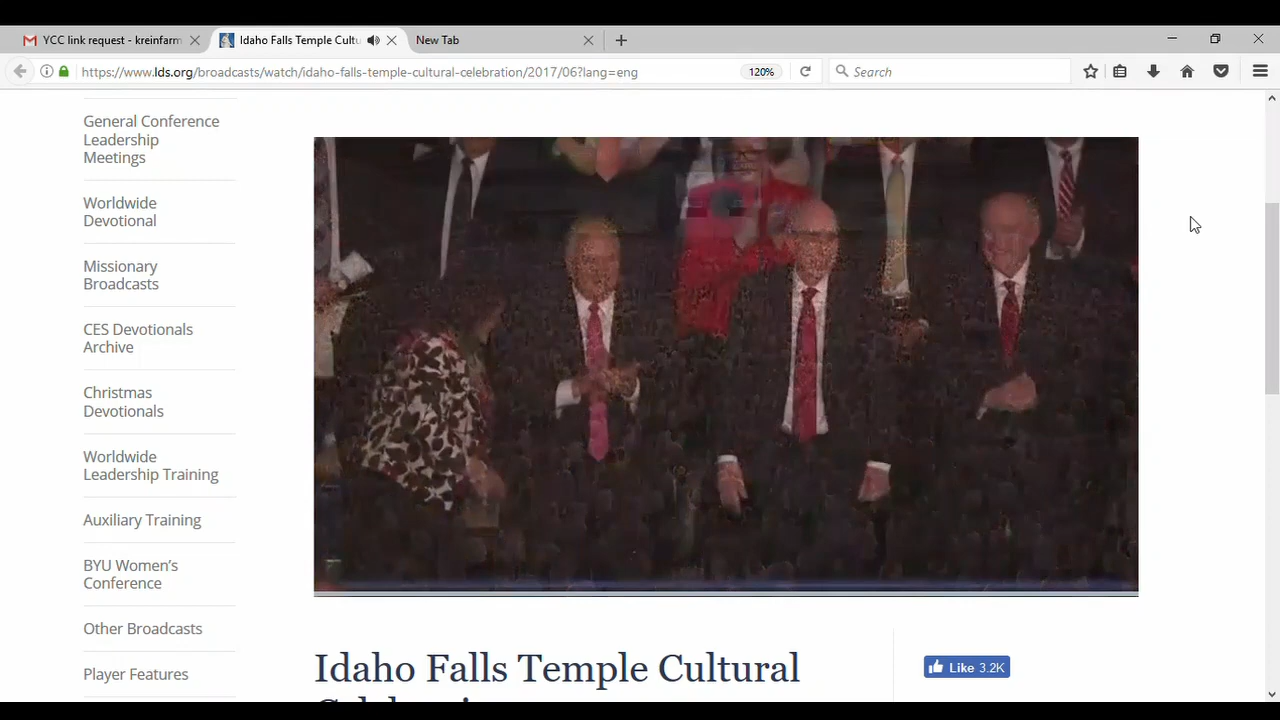 YCC link request - kreinfarm
Idaho Falls Temple Cultu
New Tab
https://www.lds.org/broadcasts/watch/idaho-falls-temple-cultural-celebration/2017/06?lang=eng
120%
Search
General Conference
Leadership
Meetings
Worldwide
Devotional
Missionary
Broadcasts
CES Devotionals
Archive
Christmas
Devotionals
Worldwide
Leadership Training
Auxiliary Training
BYU Women's
Conference
Other Broadcasts
Player Features
Idaho Falls Temple Cultural
Like 3.2K